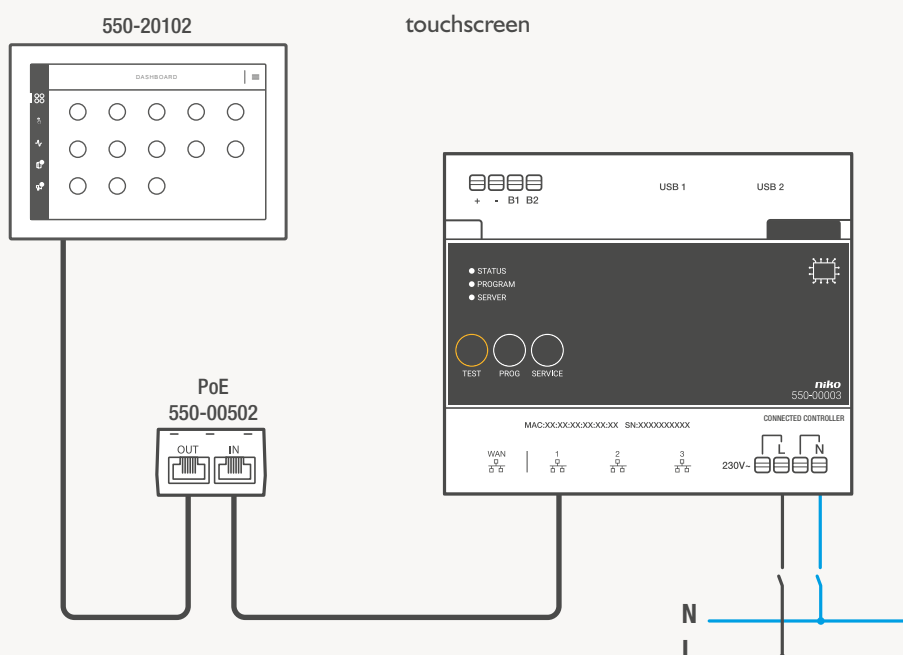 550-20102
touchscreen
DASHBOARD
+ - B1 B2
USB 1
USB 2
STATUS
PROGRAM
SERVER
TEST PROG SERVICE
niko
550-00003
PoE
550-00502
OUT IN
CONNECTED CONTROLLER
MAC:XX:XX:XX:XX:XX:XX SN:XXXXXXXXXX
WAN 1 2 3
230V~
L N
N
L